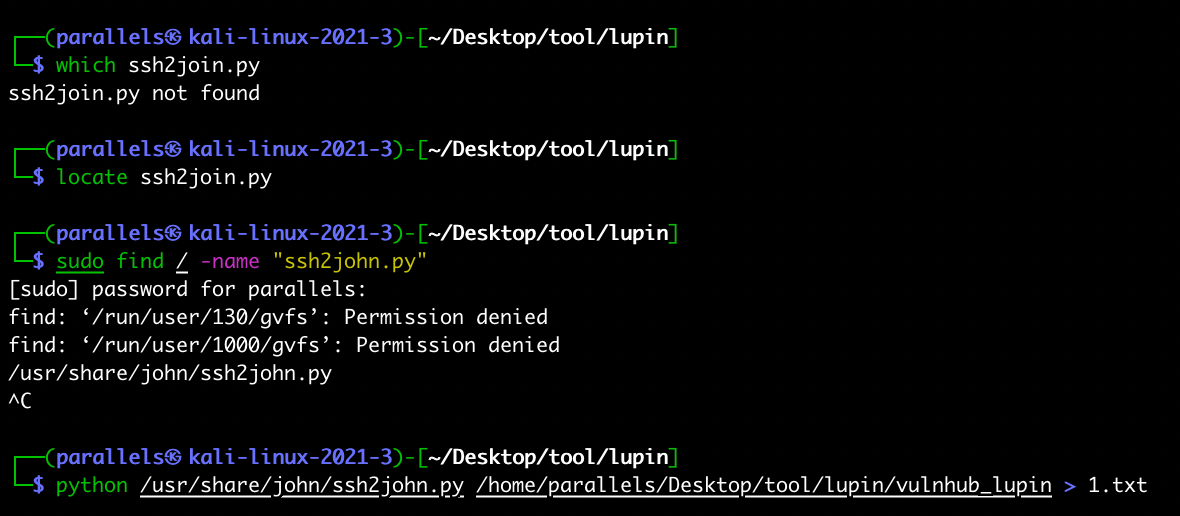 ┌──(parallels㉿kali-linux-2021-3)-[~/Desktop/tool/lupin]
└─$ which ssh2join.py
ssh2join.py not found
┌──(parallels㉿kali-linux-2021-3)-[~/Desktop/tool/lupin]
└─$ locate ssh2join.py
┌──(parallels㉿kali-linux-2021-3)-[~/Desktop/tool/lupin]
└─$ sudo find / -name "ssh2john.py"
[sudo] password for parallels:
find: ‘/run/user/130/gvfs’: Permission denied
find: ‘/run/user/1000/gvfs’: Permission denied
/usr/share/john/ssh2john.py
^C
┌──(parallels㉿kali-linux-2021-3)-[~/Desktop/tool/lupin]
└─$ python /usr/share/john/ssh2john.py /home/parallels/Desktop/tool/lupin/vulnhub_lupin > 1.txt